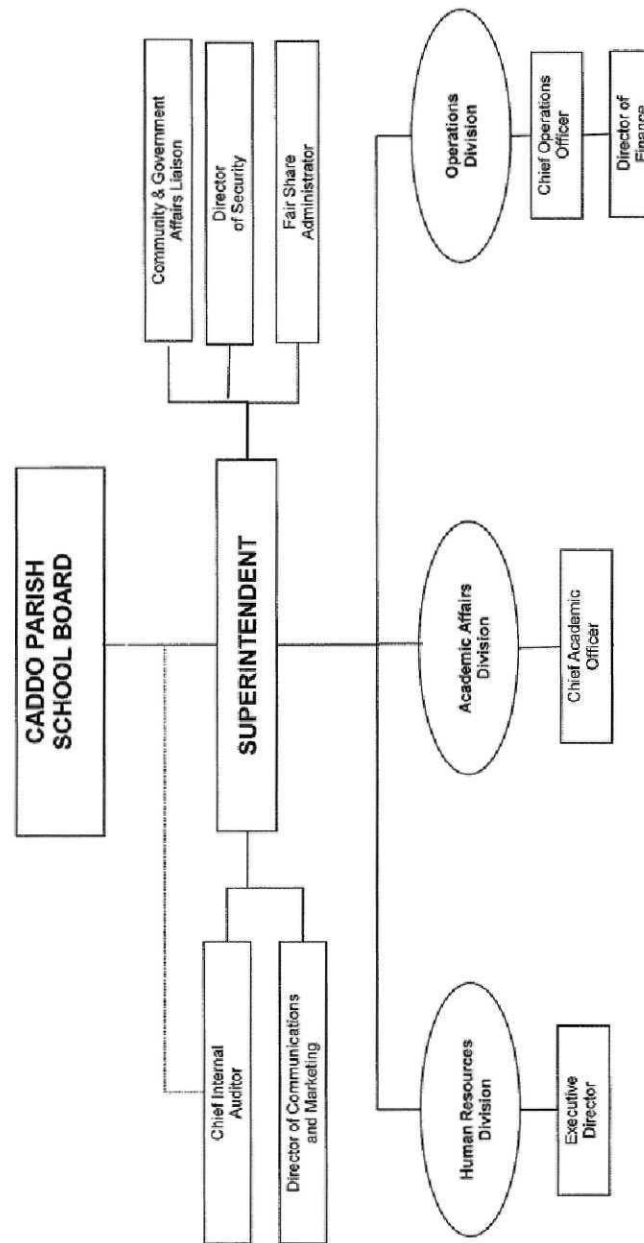 CADDO PARISH
SCHOOL BOARD
SUPERINTENDENT
Chief Internal
Auditor
Director of Communications
and Marketing
Community & Government
Affairs Liaison
Director
of Security
Fair Share
Administrator
Human Resources
Division
Executive
Director
Academic Affairs
Division
Chief Academic
Officer
Operations
Division
Chief Operations
Officer
Director of
Finance